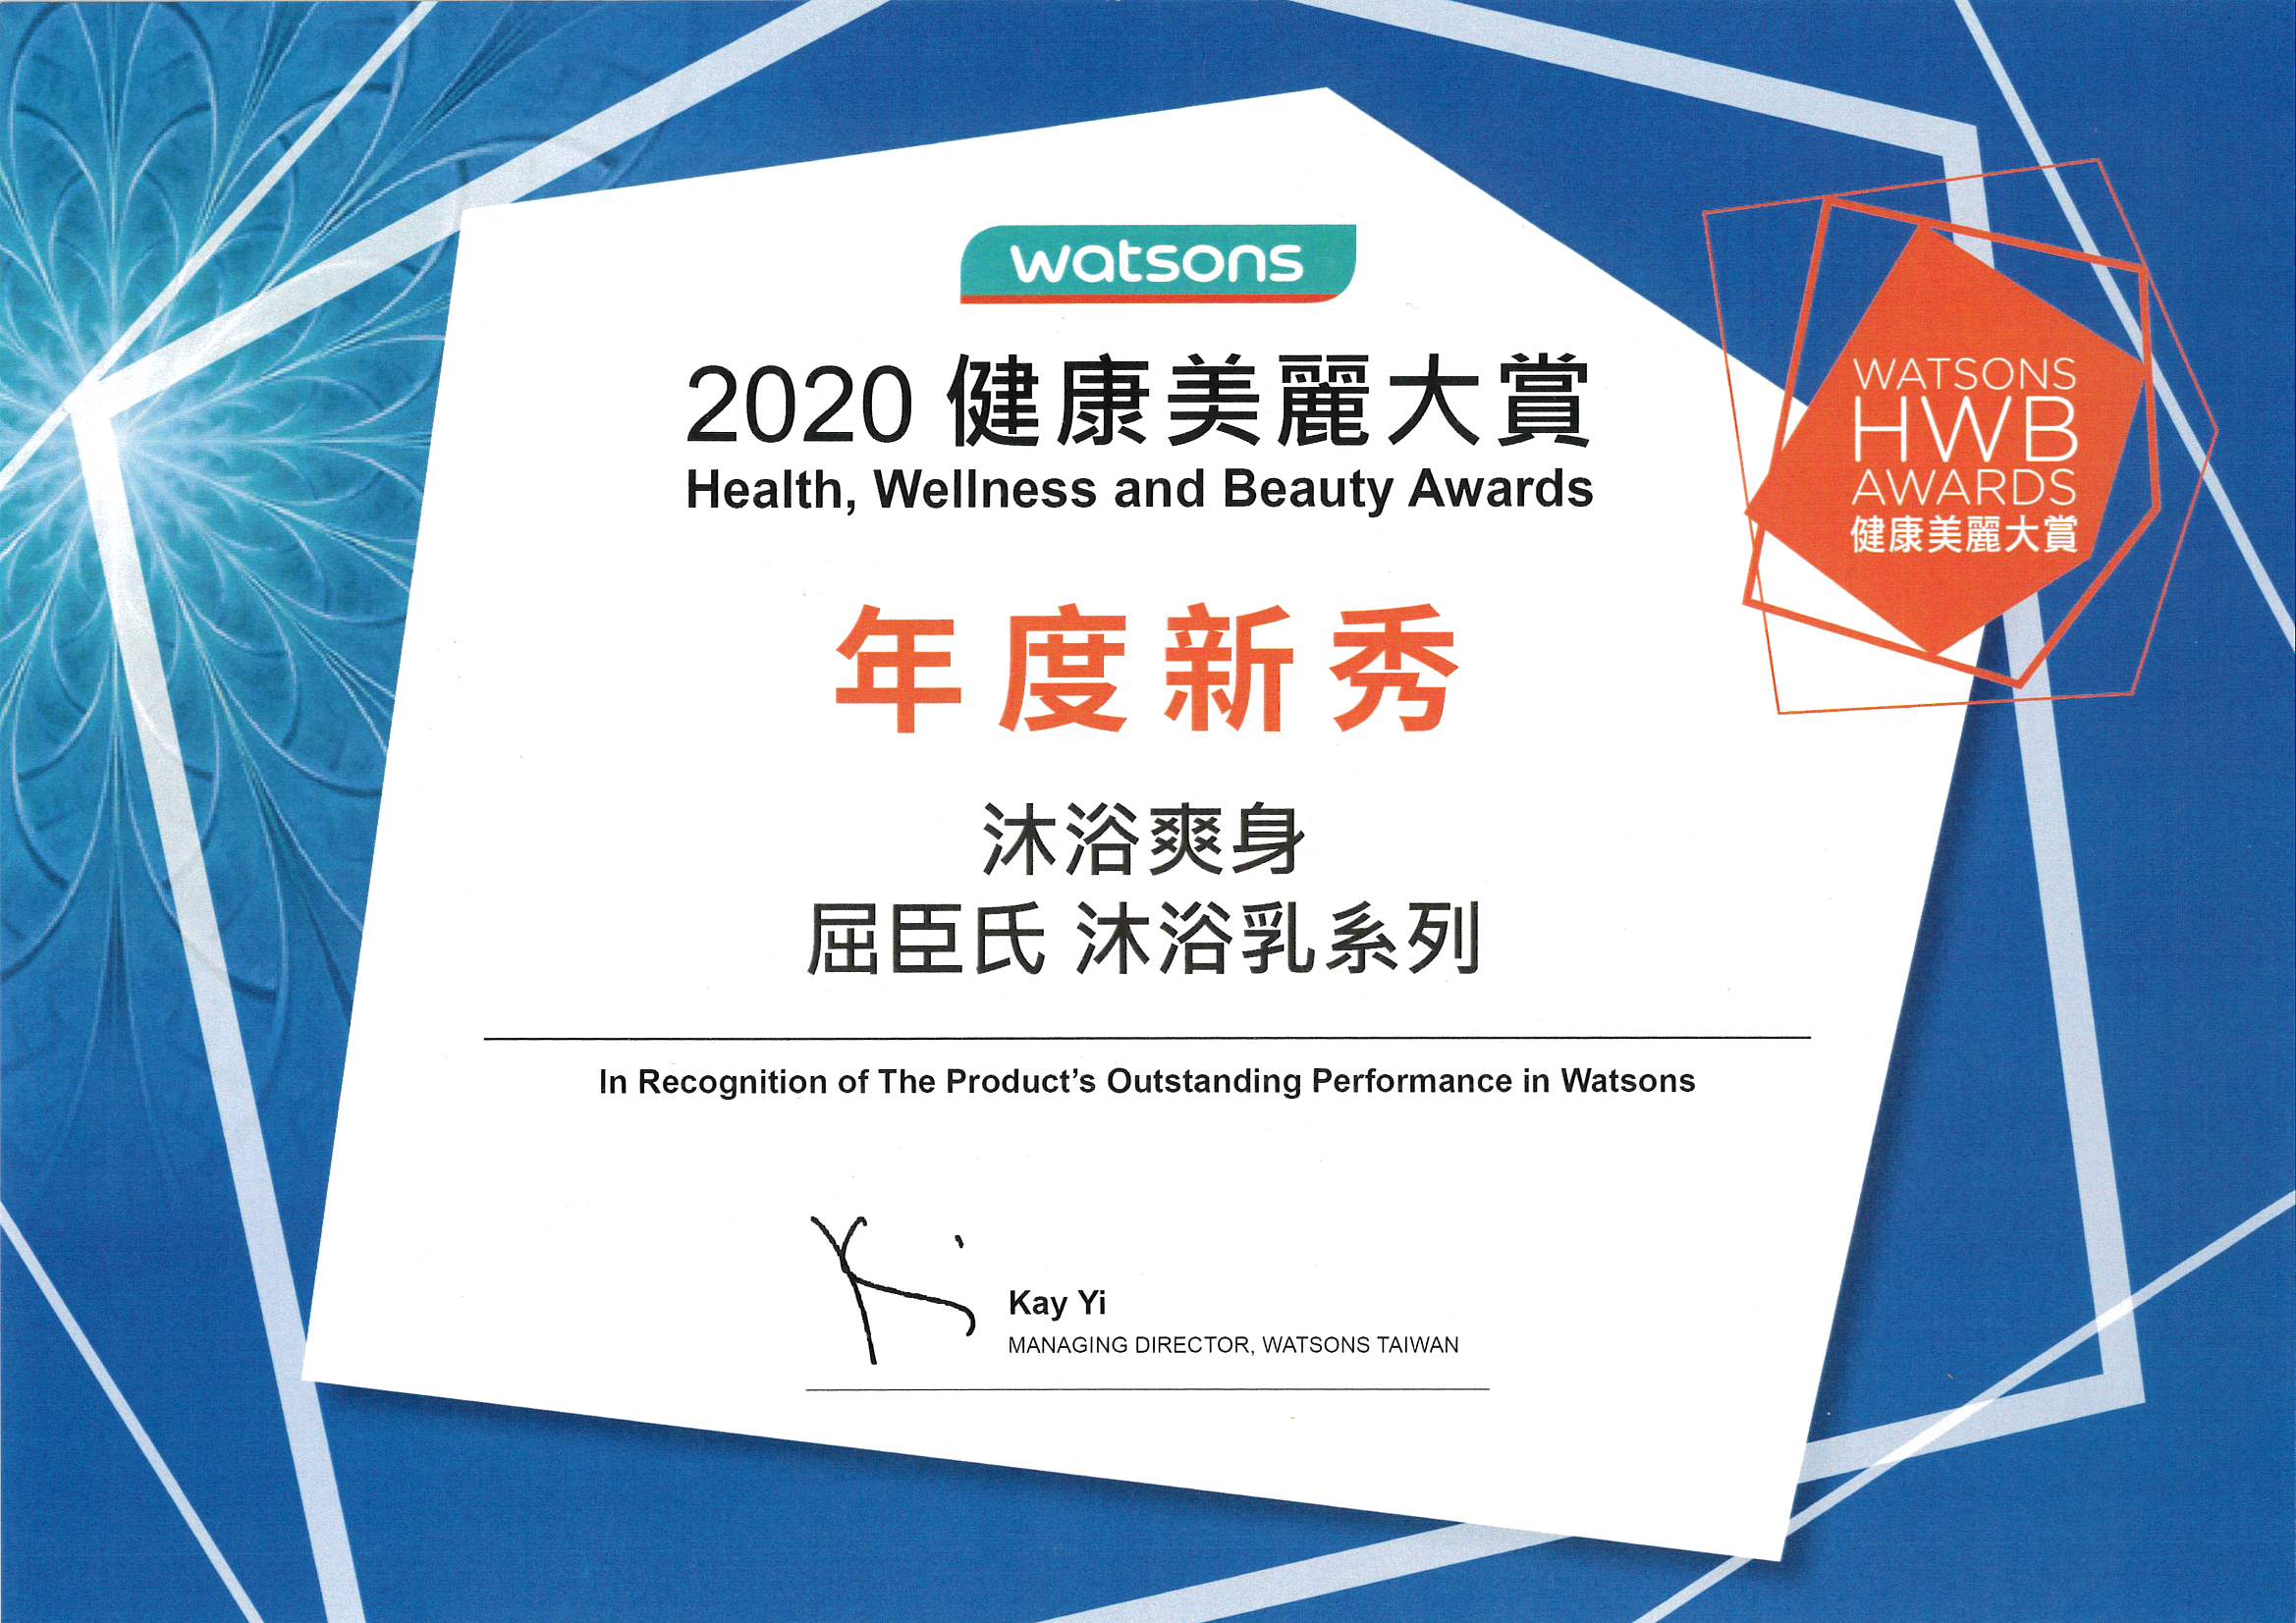 watsons
2020 健康美麗大賞
Health, Wellness and Beauty Awards
WATSONS
HWB
AWARDS
健康美麗大賞
年度新秀
沐浴爽身
屈臣氏 沐浴乳系列
In Recognition of The Product's Outstanding Performance in Watsons
Kay Yi
MANAGING DIRECTOR, WATSONS TAIWAN